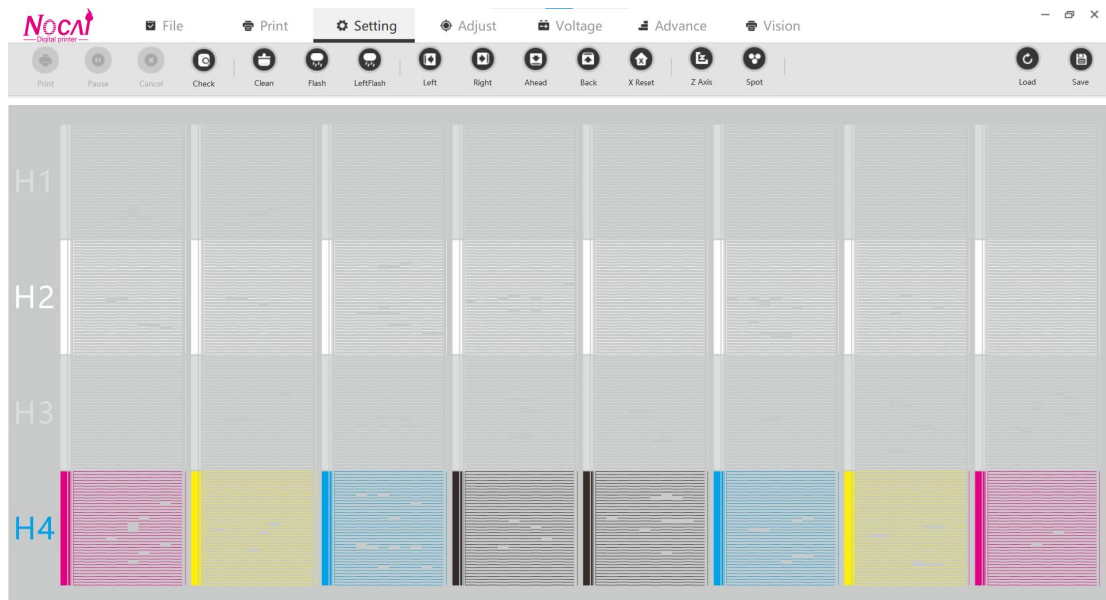 Nocai
Digital printer
File Print Setting Adjust Voltage Advance Vision
Print Pause Cancel Check Clean Flash LeftFlash Left Right Ahead Back X Reset Z Axis Spot Load Save
H1
H2
H3
H4